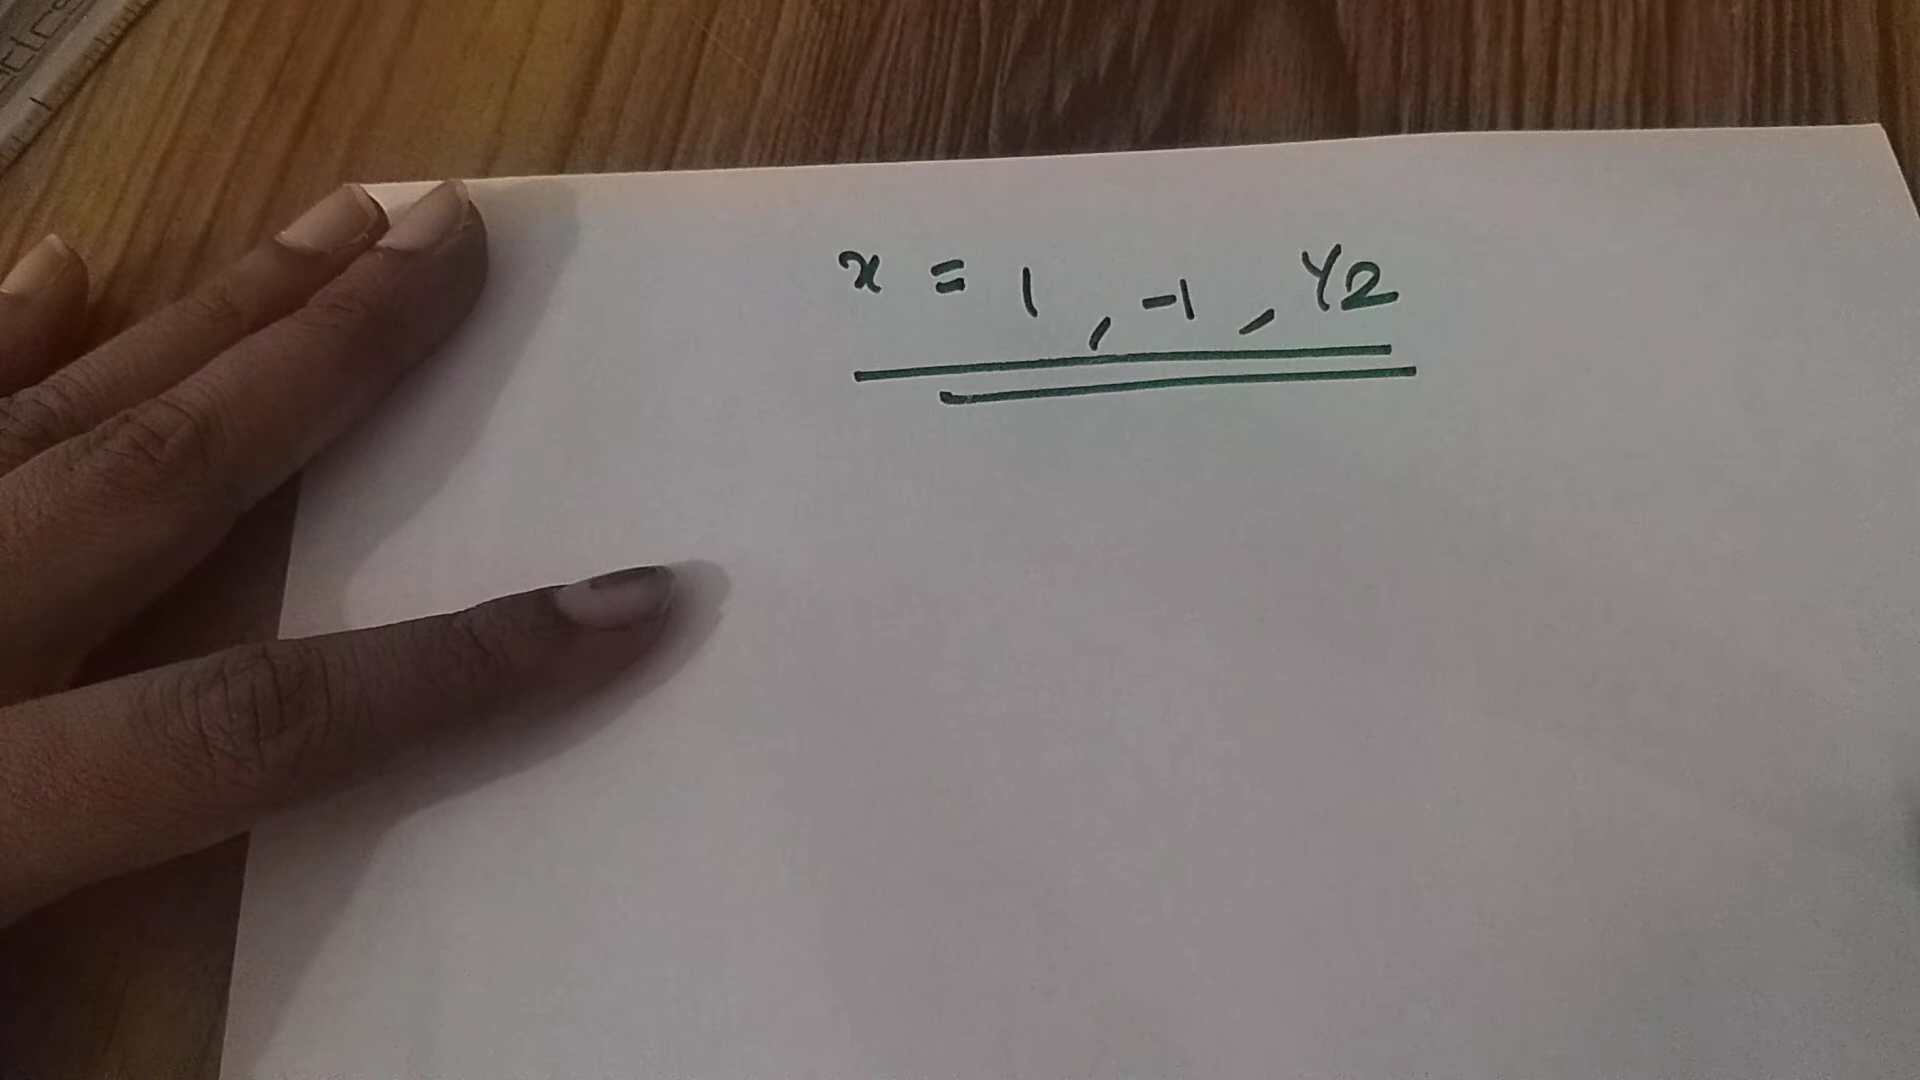 x = 1 , -1 , 1/2